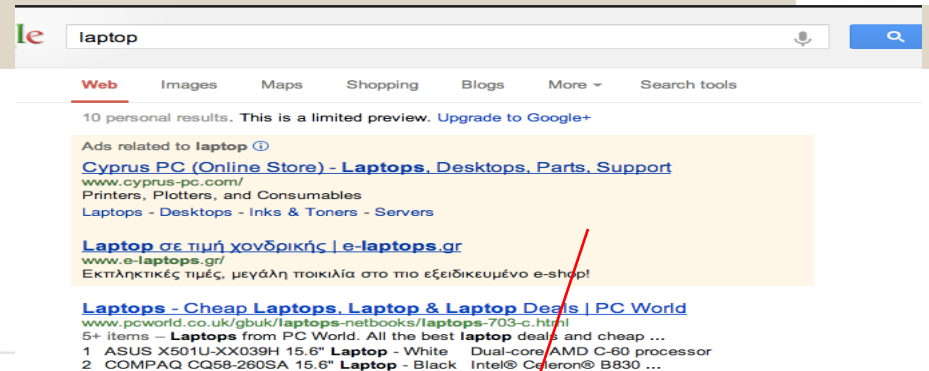 le laptop
Web Images Maps Shopping Blogs More Search tools
10 personal results. This is a limited preview. Upgrade to Google+
Ads related to laptop
Cyprus PC (Online Store) - Laptops, Desktops, Parts, Support
www.cyprus-pc.com/
Printers, Plotters, and Consumables
Laptops - Desktops - Inks & Toners - Servers
Laptop σε τιμή χονδρικής | e-laptops.gr
www.e-laptops.gr/
Εκπληκτικές τιμές, μεγάλη ποικιλία στο πιο εξειδικευμένο e-shop!
Laptops - Cheap Laptops, Laptop & Laptop Deals | PC World
www.pcworld.co.uk/gbuk/laptops-netbooks/laptops-703-c.html
5+ items – Laptops from PC World. All the best laptop deals and cheap ...
1 ASUS X501U-XX039H 15.6" Laptop - White Dual-core AMD C-60 processor
2 COMPAQ CQ58-260SA 15.6" Laptop - Black Intel® Celeron® B830 ...